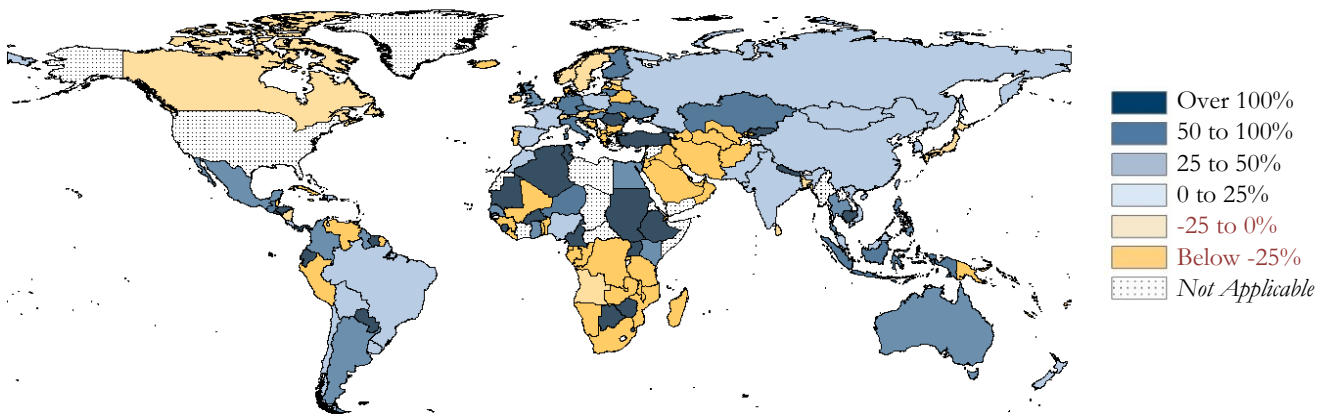 Over 100%
50 to 100%
25 to 50%
0 to 25%
-25 to 0%
Below -25%
Not Applicable